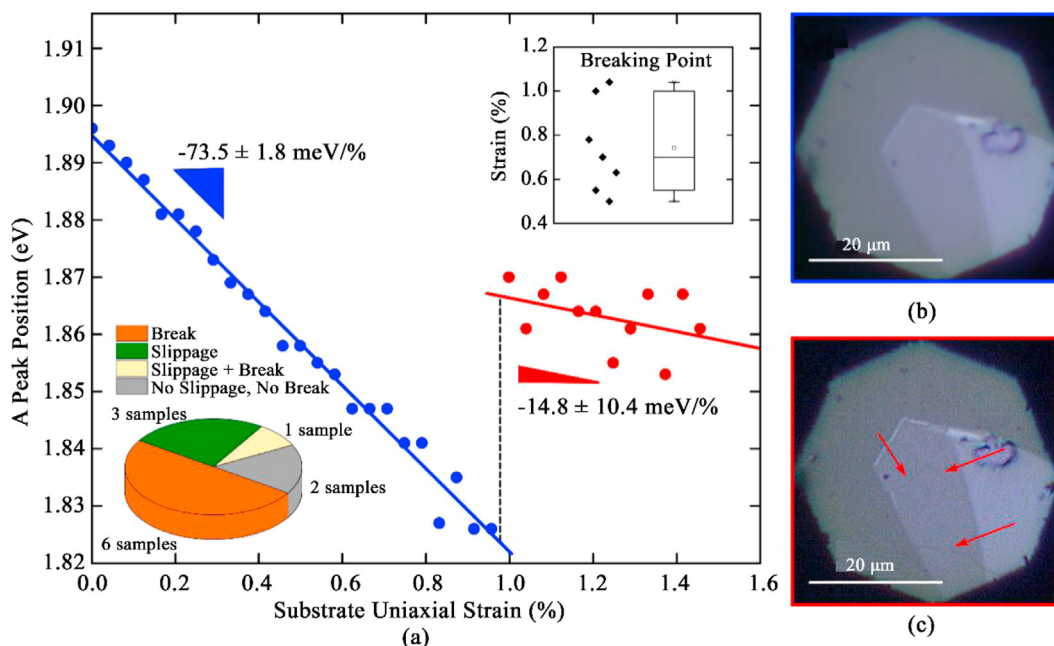 1.91
1.90
1.89
1.88
1.87
1.86
1.85
1.84
1.83
1.82
A Peak Position (eV)
0.0 0.2 0.4 0.6 0.8 1.0 1.2 1.4 1.6
Substrate Uniaxial Strain (%)
(a)
-73.5 ± 1.8 meV/%
-14.8 ± 10.4 meV/%
Breaking Point
1.2
1.0
0.8
0.6
0.4
Strain (%)
Break
Slippage
Slippage + Break
No Slippage, No Break
3 samples
1 sample
2 samples
6 samples
20 μm
(b)
20 μm
(c)